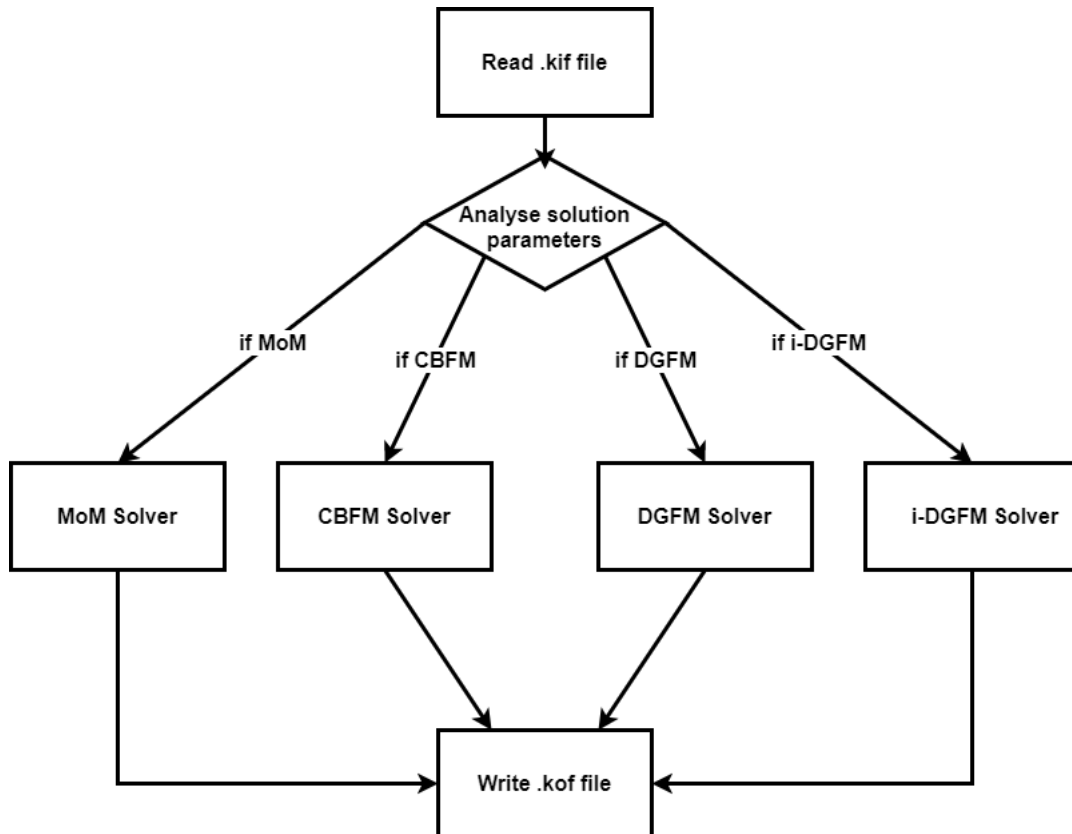 Read .kif file
Analyse solution
parameters
if MoM
if CBFM
if DGFM
if i-DGFM
MoM Solver
CBFM Solver
DGFM Solver
i-DGFM Solver
Write .kof file